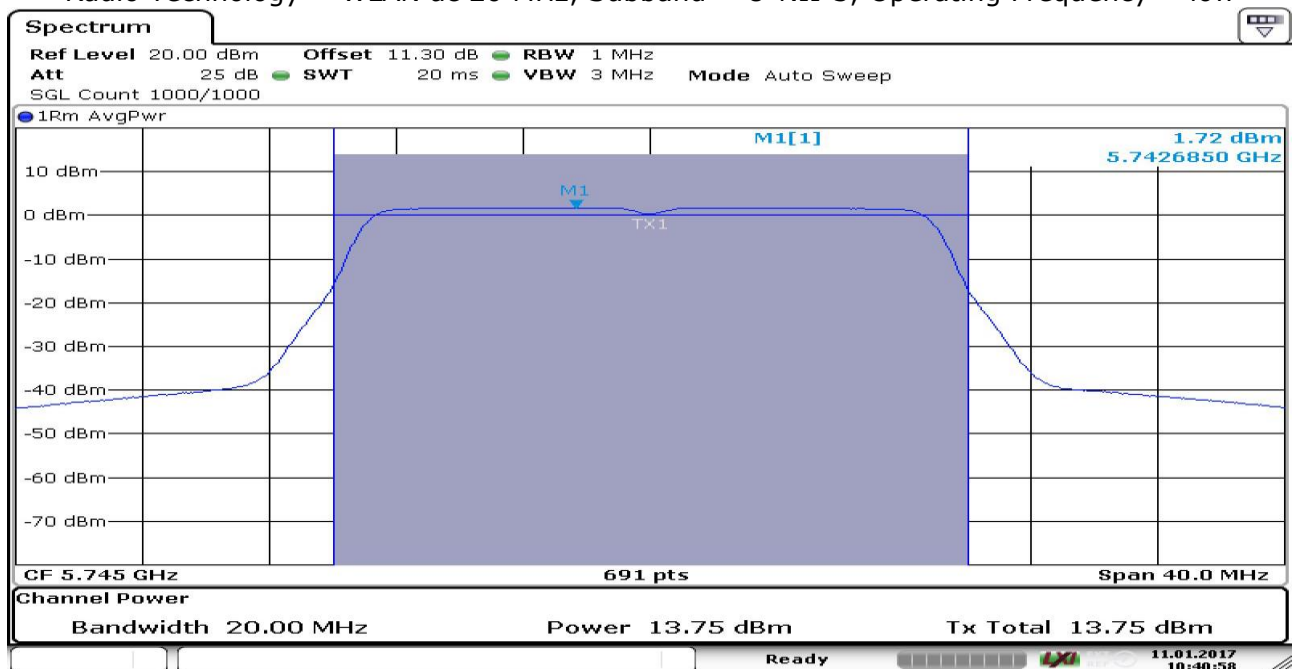 Spectrum
Ref Level 20.00 dBm Offset 11.30 dB RBW 1 MHz
Att 25 dB SWT 20 ms VBW 3 MHz Mode Auto Sweep
SGL Count 1000/1000
1Rm AvgPwr
M1[1] 1.72 dBm
5.7426850 GHz
10 dBm
M1
0 dBm
TX1
-10 dBm
-20 dBm
-30 dBm
-40 dBm
-50 dBm
-60 dBm
-70 dBm
CF 5.745 GHz 691 pts Span 40.0 MHz
Channel Power
Bandwidth 20.00 MHz Power 13.75 dBm Tx Total 13.75 dBm
Ready LXI 11.01.2017
10:40:58